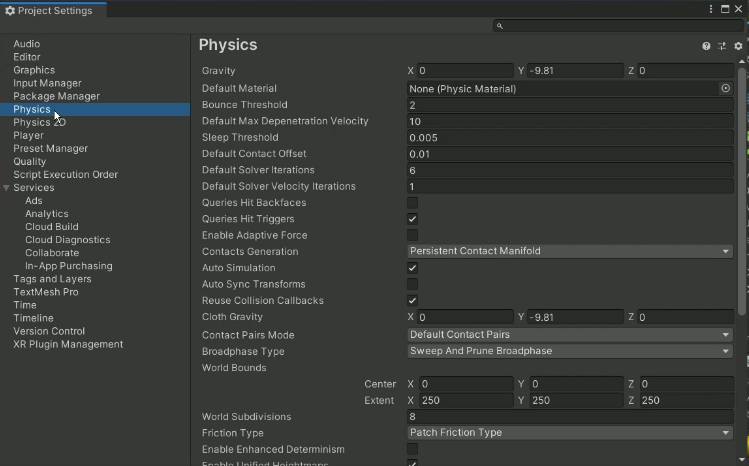 Project Settings
Audio
Editor
Graphics
Input Manager
Package Manager
Physics
Physics 2D
Player
Preset Manager
Quality
Script Execution Order
Services
Ads
Analytics
Cloud Build
Cloud Diagnostics
Collaborate
In-App Purchasing
Tags and Layers
TextMesh Pro
Time
Timeline
Version Control
XR Plugin Management
Physics
Gravity X 0 Y -9.81 Z 0
Default Material None (Physic Material)
Bounce Threshold 2
Default Max Depenetration Velocity 10
Sleep Threshold 0.005
Default Contact Offset 0.01
Default Solver Iterations 6
Default Solver Velocity Iterations 1
Queries Hit Backfaces
Queries Hit Triggers
Enable Adaptive Force
Contacts Generation Persistent Contact Manifold
Auto Simulation
Auto Sync Transforms
Reuse Collision Callbacks
Cloth Gravity X 0 Y -9.81 Z 0
Contact Pairs Mode Default Contact Pairs
Broadphase Type Sweep And Prune Broadphase
World Bounds
Center X 0 Y 0 Z 0
Extent X 250 Y 250 Z 250
World Subdivisions 8
Friction Type Patch Friction Type
Enable Enhanced Determinism
Enable Unified Heightmaps